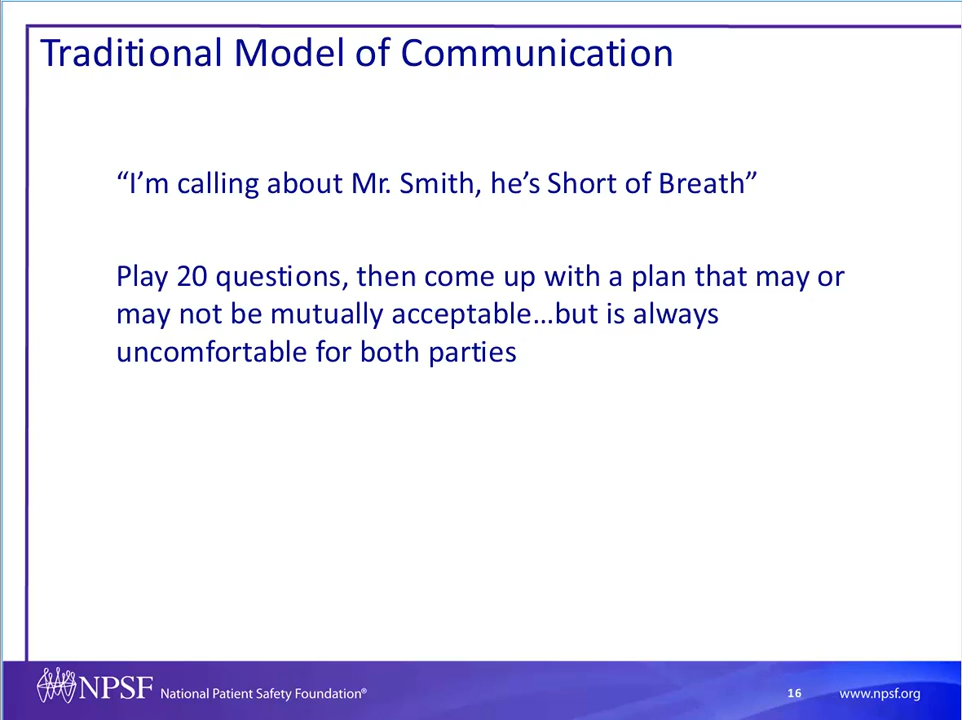 Traditional Model of Communication
“I’m calling about Mr. Smith, he’s Short of Breath”
Play 20 questions, then come up with a plan that may or
may not be mutually acceptable…but is always
uncomfortable for both parties
NPSF National Patient Safety Foundation® 16 www.npsf.org